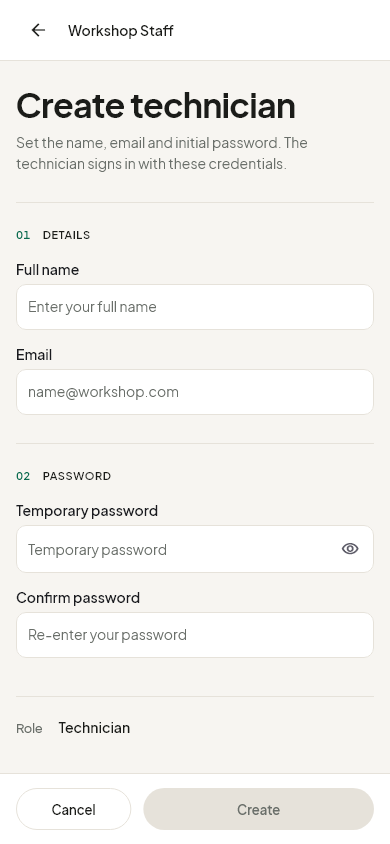 Workshop Staff
Create technician
Set the name, email and initial password. The
technician signs in with these credentials.
01 DETAILS
Full name
Enter your full name
Email
name@workshop.com
02 PASSWORD
Temporary password
Temporary password
Confirm password
Re-enter your password
Role Technician
Cancel Create